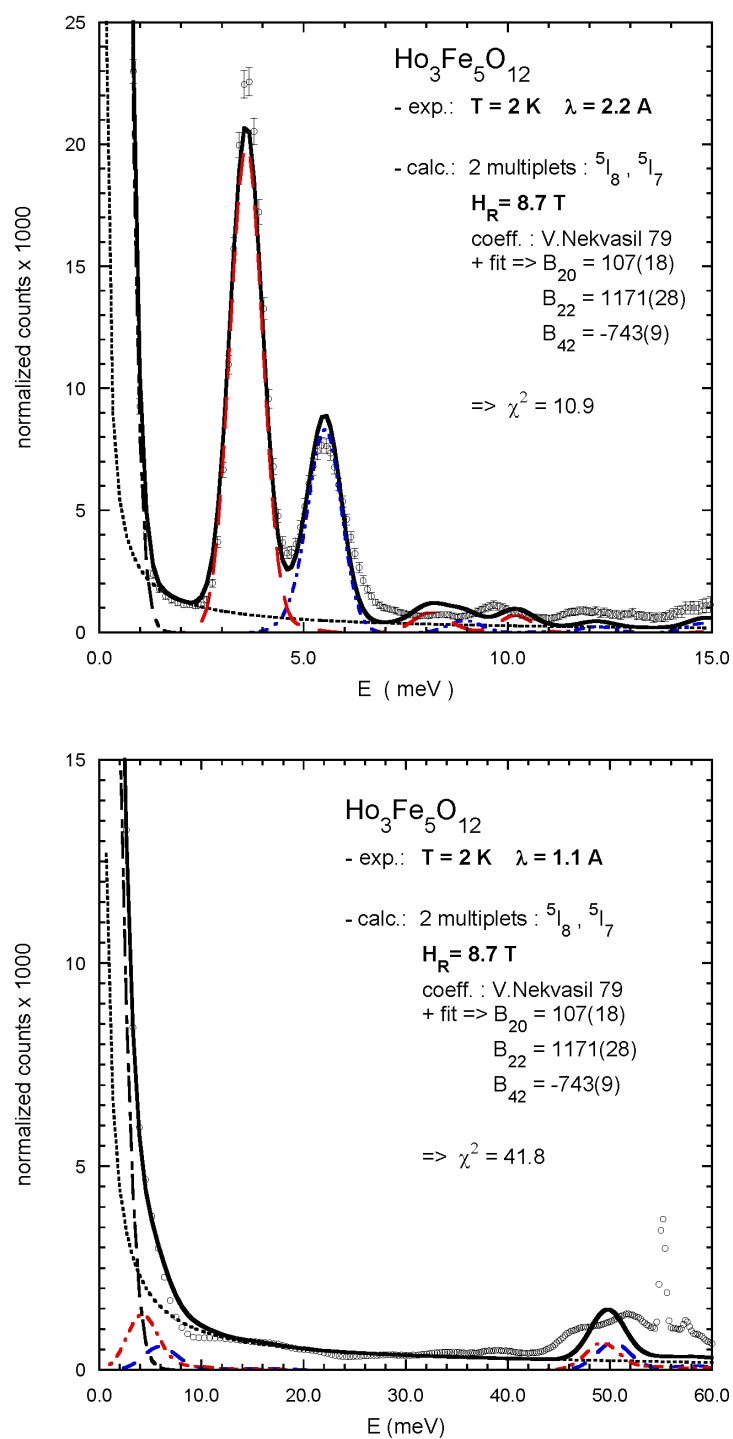 25
20
15
10
5
0
0.0 5.0 10.0 15.0
normalized counts x 1000
E ( meV )
Ho3Fe5O12
- exp.: T = 2 K λ = 2.2 A
- calc.: 2 multiplets : 5I8 , 5I7
HR= 8.7 T
coeff. : V.Nekvasil 79
+ fit => B20 = 107(18)
B22 = 1171(28)
B42 = -743(9)
=> χ2 = 10.9
15
10
5
0
0.0 10.0 20.0 30.0 40.0 50.0 60.0
normalized counts x 1000
E (meV)
Ho3Fe5O12
- exp.: T = 2 K λ = 1.1 A
- calc.: 2 multiplets : 5I8 , 5I7
HR= 8.7 T
coeff. : V.Nekvasil 79
+ fit => B20 = 107(18)
B22 = 1171(28)
B42 = -743(9)
=> χ2 = 41.8